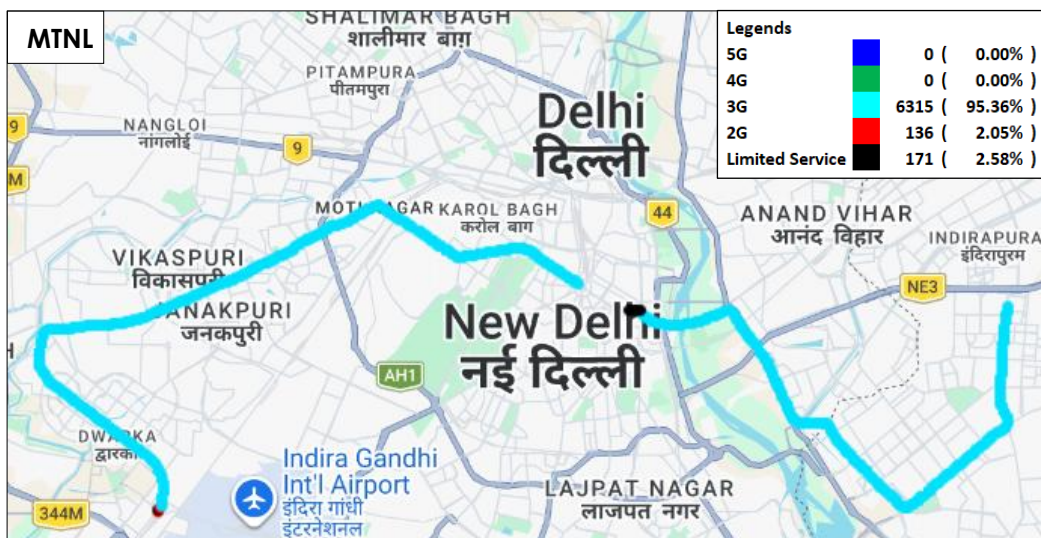 MTNL
SHALIMAR BAGH
शालीमार बाग़
Legends
5G 0 ( 0.00% )
4G 0 ( 0.00% )
3G 6315 ( 95.36% )
2G 136 ( 2.05% )
Limited Service 171 ( 2.58% )
PITAMPURA
पीतमपुरा
NANGLOI
नांगलोई
9
9
M
Delhi
दिल्ली
44
MOTI NAGAR
KAROL BAGH
करोल बाग
ANAND VIHAR
आनंद विहार
INDIRAPURA
इंदिरापुरम
VIKASPURI
विकासपुरी
NE3
JANAKPURI
जनकपुरी
New Delhi
नई दिल्ली
AH1
DWARKA
द्वारका
Indira Gandhi
Int'l Airport
इंदिरा गांधी
इंटरनेशनल
LAJPAT NAGAR
लाजपत नगर
344M